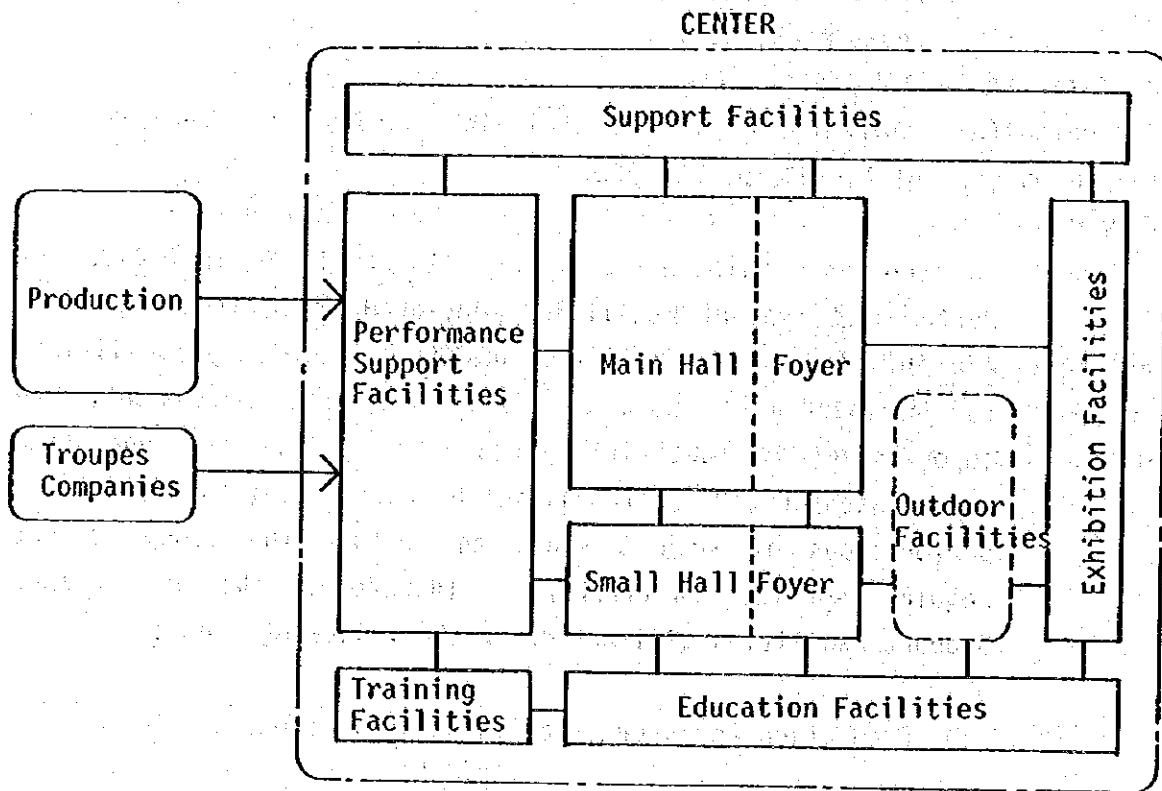 CENTER
Support Facilities
Production
Performance
Support
Facilities
Main Hall
Foyer
Exhibition Facilities
Troupes
Companies
Outdoor
Facilities
Small Hall
Foyer
Training
Facilities
Education Facilities